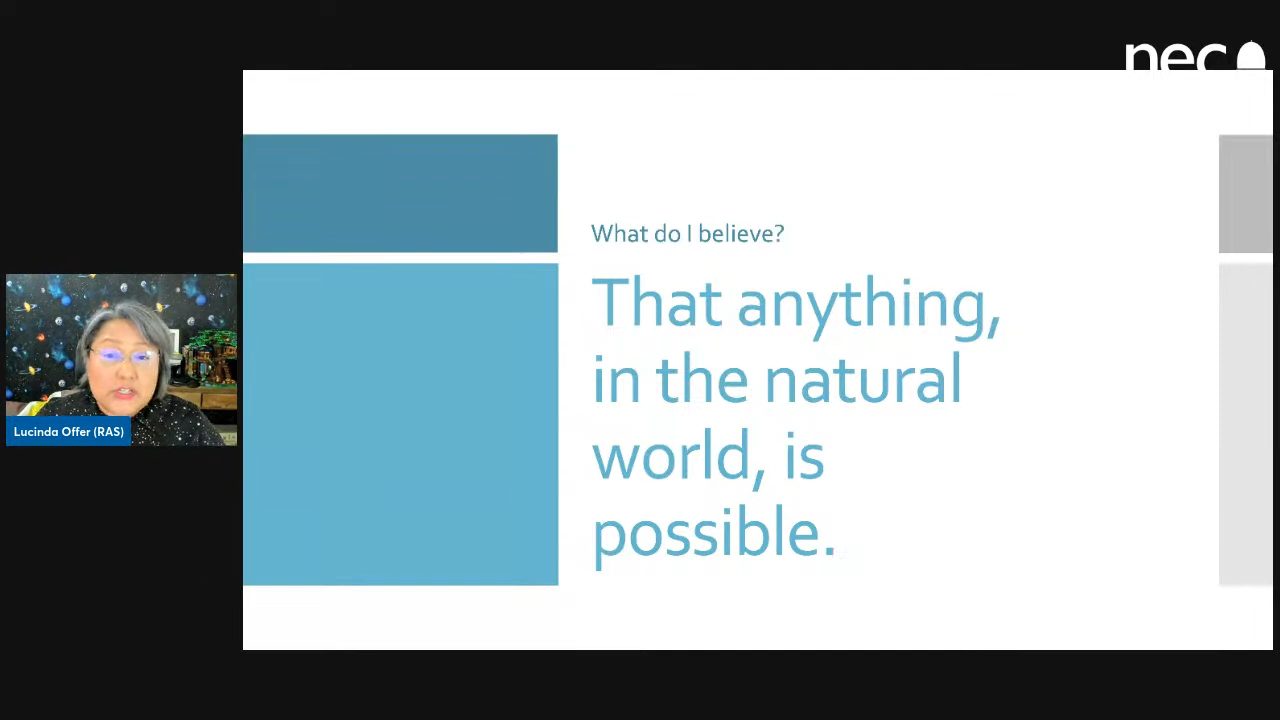 nec
What do I believe?
That anything,
in the natural
world, is
possible.
Lucinda Offer (RAS)